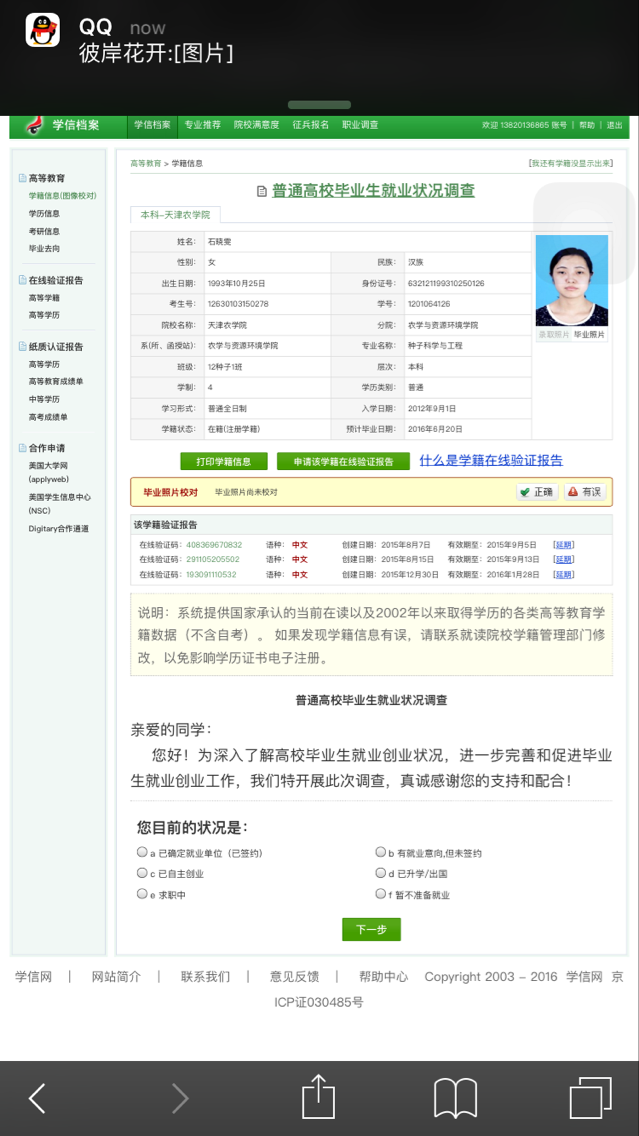 QQ now
彼岸花开:[图片]
学信档案 学信档案 专业推荐 院校满意度 征兵报名 职业调查 欢迎 13820136865 账号 | 帮助 | 退出
高等教育
学籍信息(图像校对)
学历信息
考研信息
毕业去向
在线验证报告
高等学籍
高等学历
纸质认证报告
高等学历
高等教育成绩单
中等学历
高考成绩单
合作申请
美国大学网
(applyweb)
美国学生信息中心
(NSC)
Digitary合作通道
高等教育 > 学籍信息 [我还有学籍没显示出来]
普通高校毕业生就业状况调查
本科-天津农学院
姓名： 石晓雯
性别： 女 民族： 汉族
出生日期： 1993年10月25日 身份证号： 632121199310250126
考生号： 12630103150278 学号： 1201064126
院校名称： 天津农学院 分院： 农学与资源环境学院
系(所、函授站)： 农学与资源环境学院 专业名称： 种子科学与工程
班级： 12种子1班 层次： 本科
学制： 4 学历类别： 普通
学习形式： 普通全日制 入学日期： 2012年9月1日
学籍状态： 在籍(注册学籍) 预计毕业日期： 2016年6月20日
录取照片 毕业照片
打印学籍信息 申请该学籍在线验证报告 什么是学籍在线验证报告
毕业照片校对 毕业照片尚未校对 正确 有误
该学籍验证报告
在线验证码：408369670832 语种： 中文 创建日期：2015年8月7日 有效期至：2015年9月5日 [延期]
在线验证码：291105205502 语种： 中文 创建日期：2015年8月15日 有效期至：2015年9月13日 [延期]
在线验证码：193091110532 语种： 中文 创建日期：2015年12月30日 有效期至：2016年1月28日 [延期]
说明：系统提供国家承认的当前在读以及2002年以来取得学历的各类高等教育学
籍数据（不含自考）。 如果发现学籍信息有误，请联系就读院校学籍管理部门修
改，以免影响学历证书电子注册。
普通高校毕业生就业状况调查
亲爱的同学：
您好！为深入了解高校毕业生就业创业状况，进一步完善和促进毕业
生就业创业工作，我们特开展此次调查，真诚感谢您的支持和配合！
您目前的状况是：
a 已确定就业单位（已签约） b 有就业意向,但未签约
c 已自主创业 d 已升学/出国
e 求职中 f 暂不准备就业
下一步
学信网 | 网站简介 | 联系我们 | 意见反馈 | 帮助中心 Copyright 2003 - 2016 学信网 京
ICP证030485号